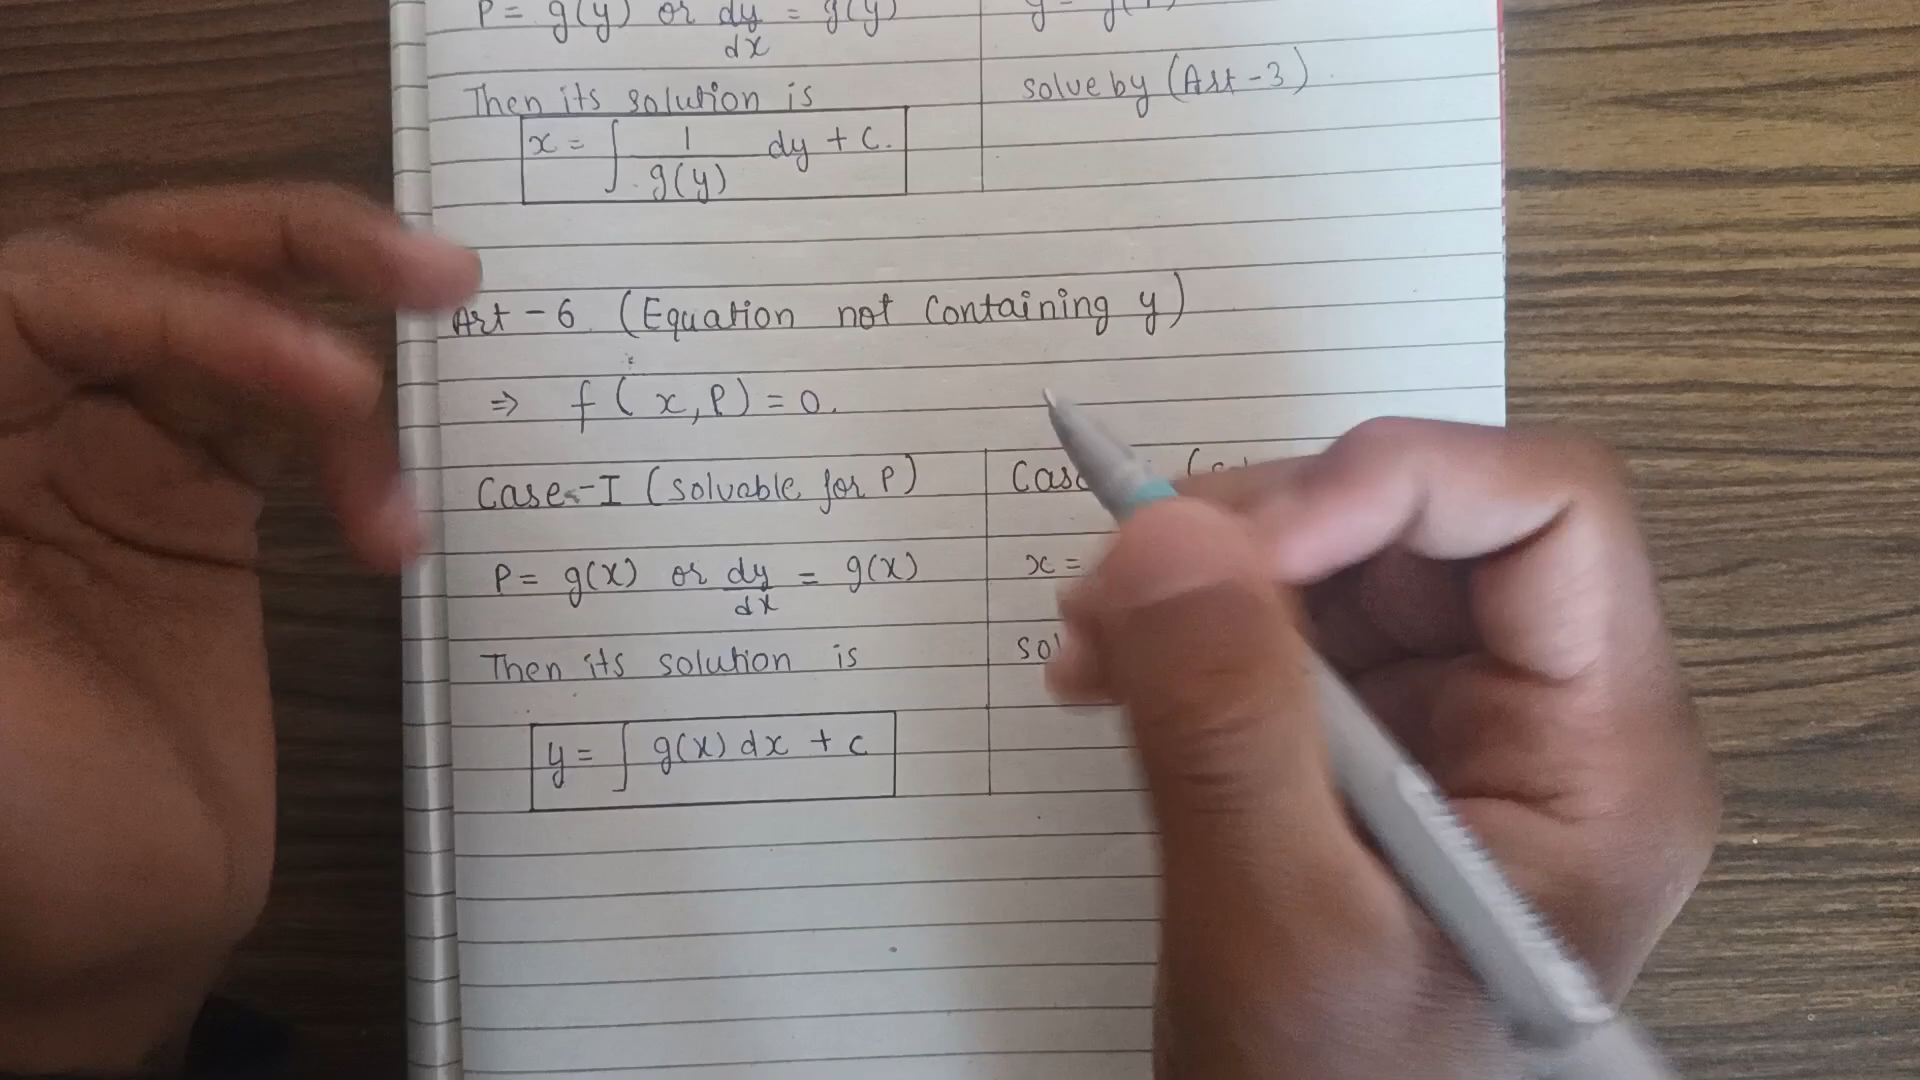 P = g(y) or dy/dx = g(y)
Then its solution is
x = ∫ 1/g(y) dy + c.
solve by (Art-3).
Art-6 (Equation not Containing y)
⇒ f(x,P) = 0.
Case-I (solvable for P)
P = g(x) or dy/dx = g(x)
Then its solution is
y = ∫ g(x) dx + c
x =